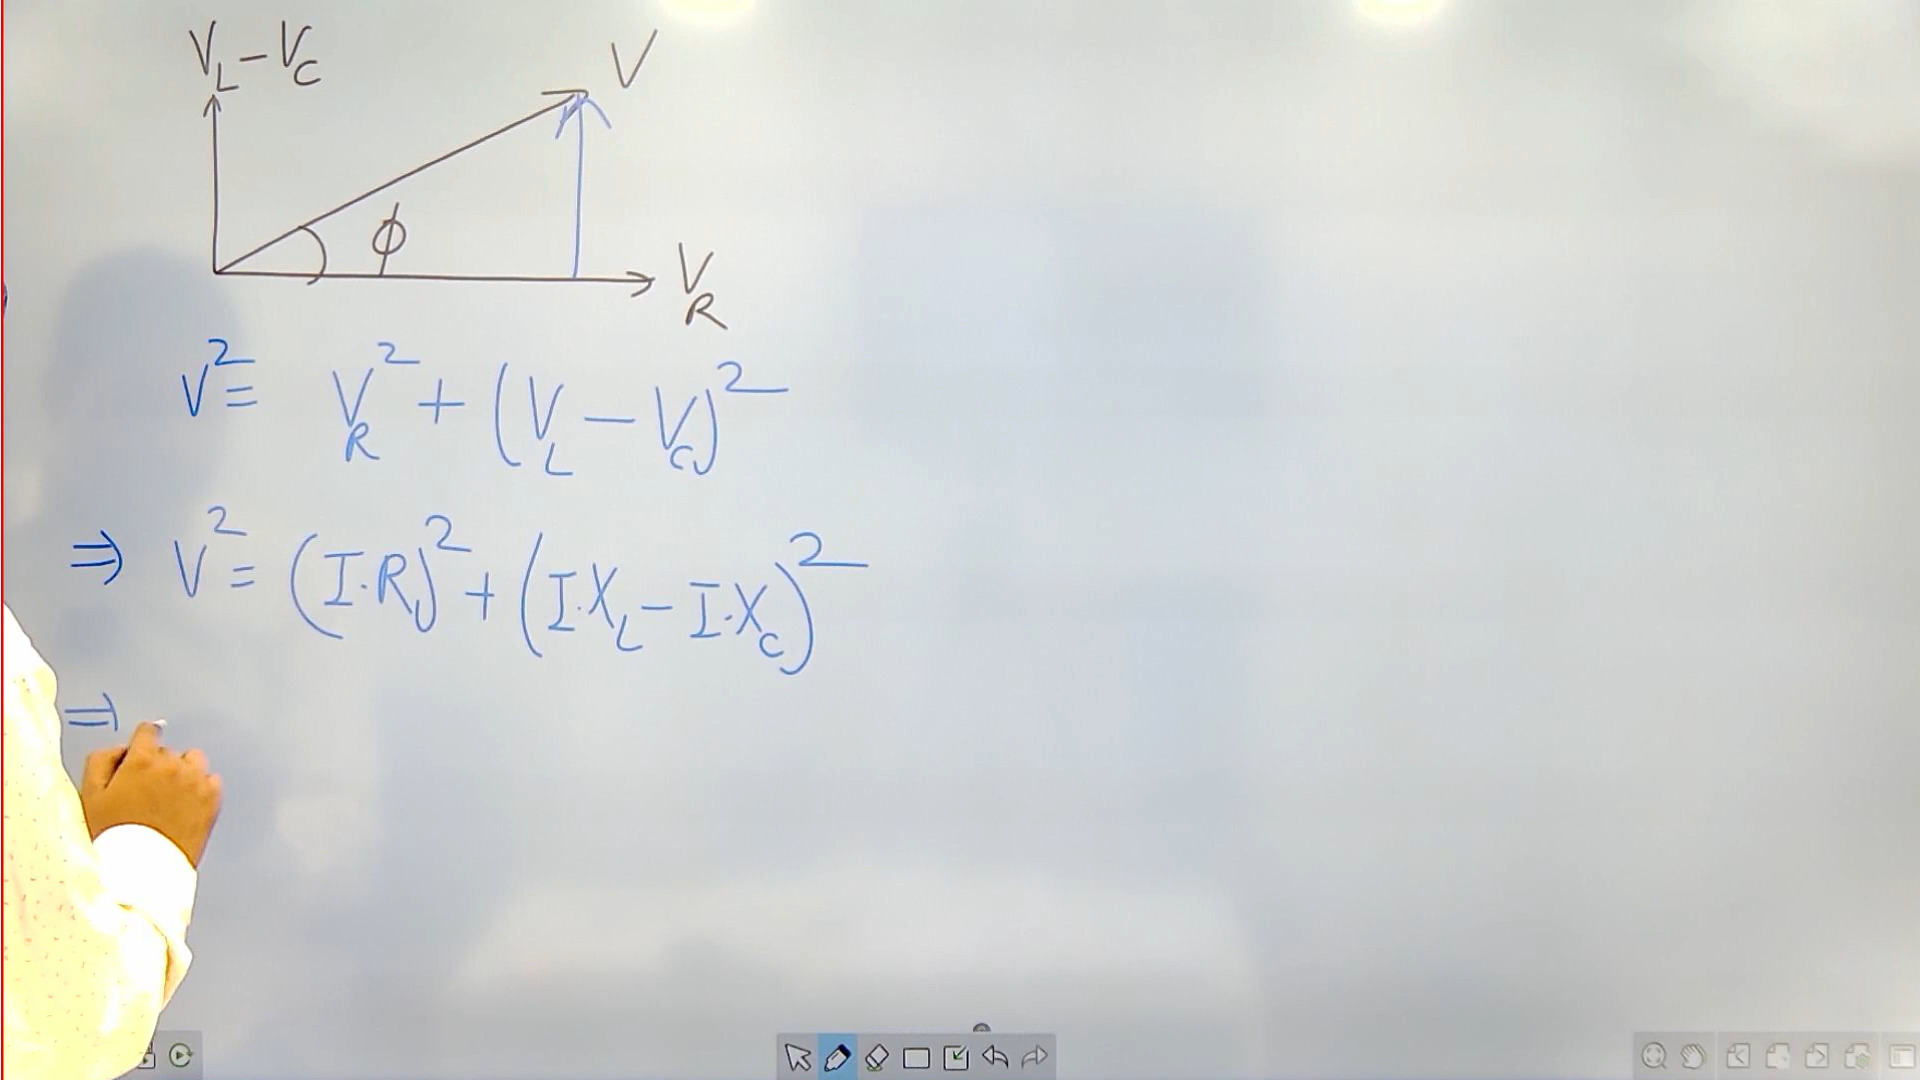 V_L - V_C
V
ϕ
V_R
V² = V_R² + (V_L - V_C)²
⇒ V² = (I·R)² + (I·X_L - I·X_C)²
⇒